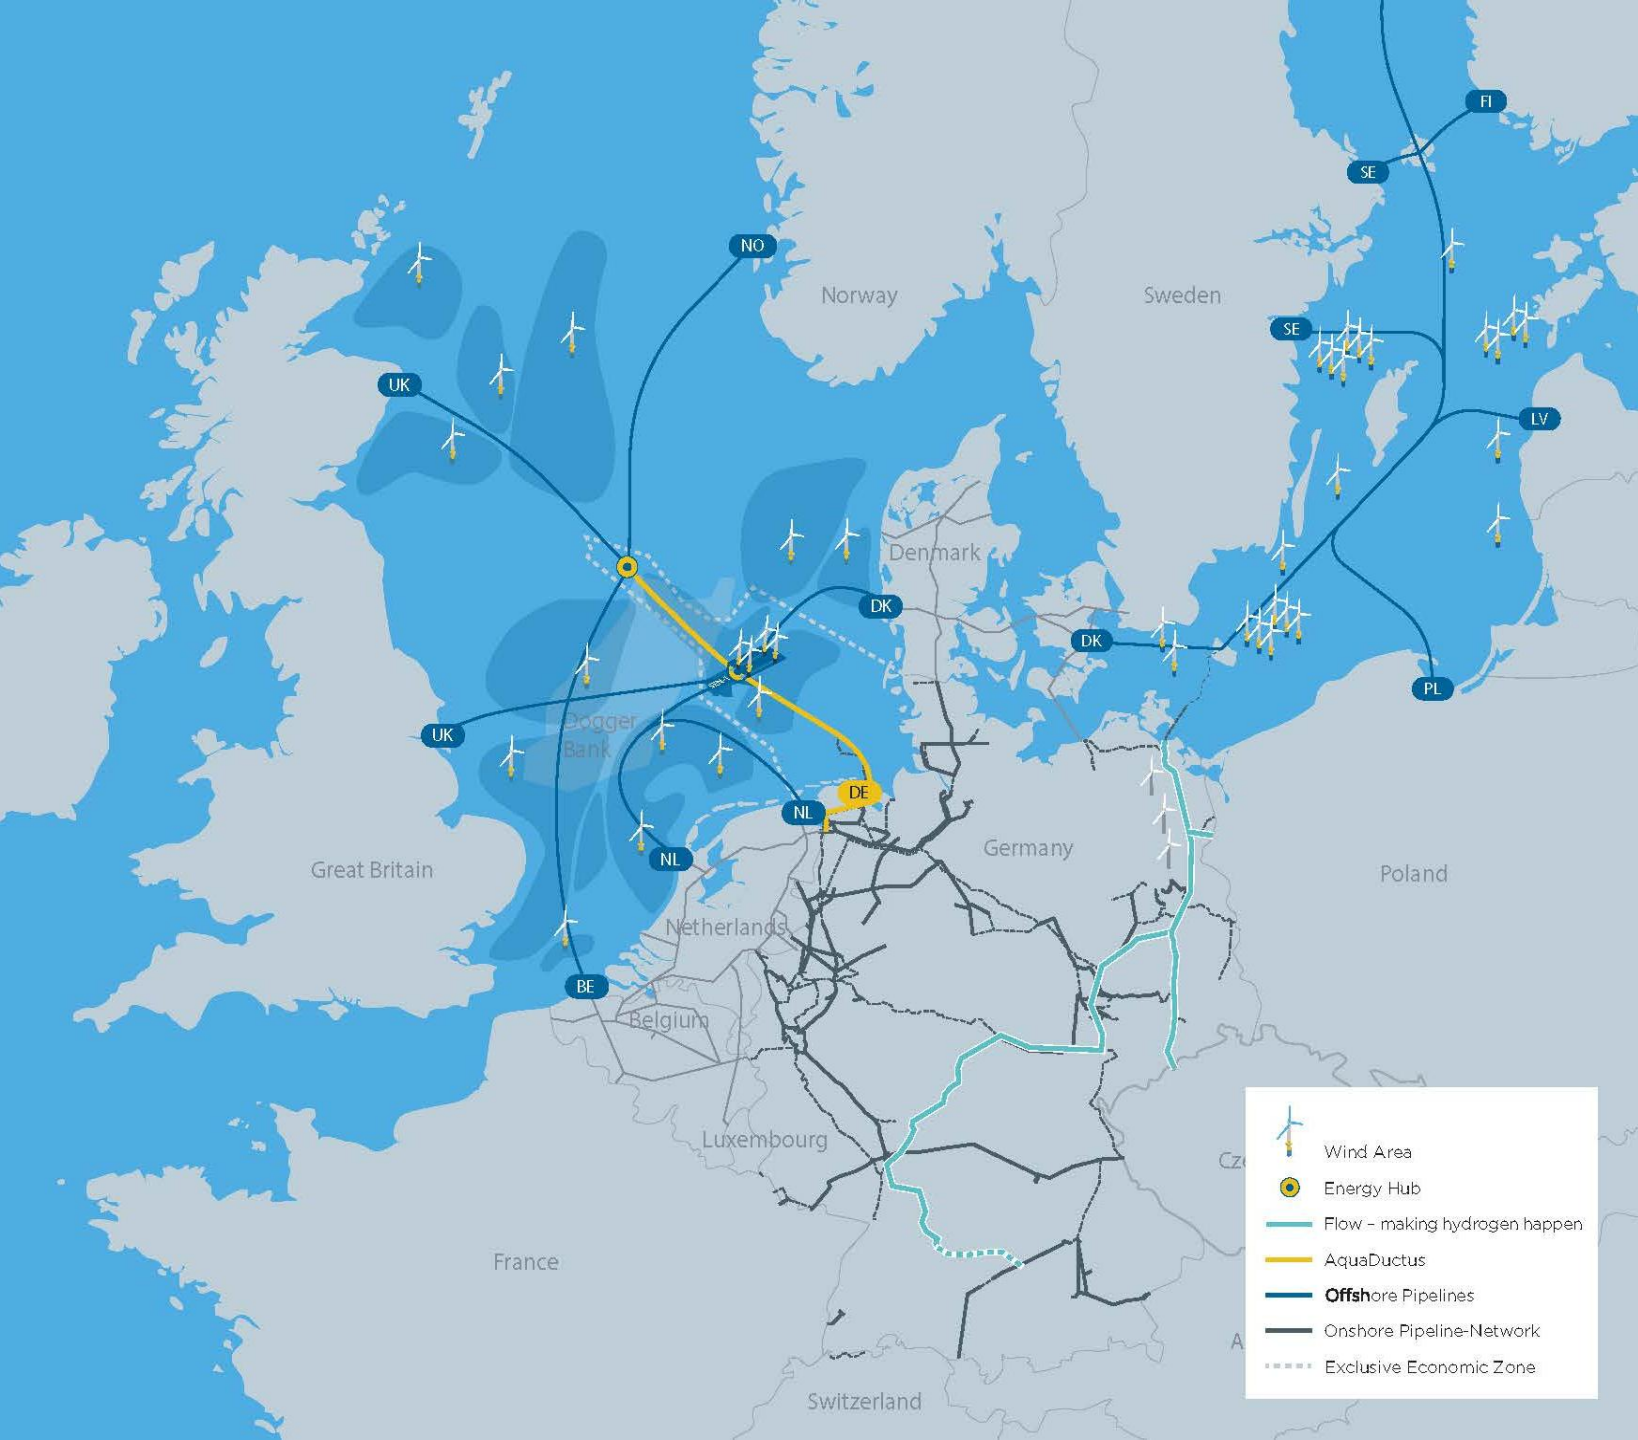 FI
SE
NO
Norway
Sweden
SE
UK
LV
Denmark
DK
DK
PL
Dogger
Bank
UK
DE
NL
Germany
NL
Great Britain
Poland
Netherlands
BE
Belgium
Luxembourg
Cze
France
A
Switzerland
Wind Area
Energy Hub
Flow – making hydrogen happen
AquaDuctus
Offshore Pipelines
Onshore Pipeline-Network
Exclusive Economic Zone